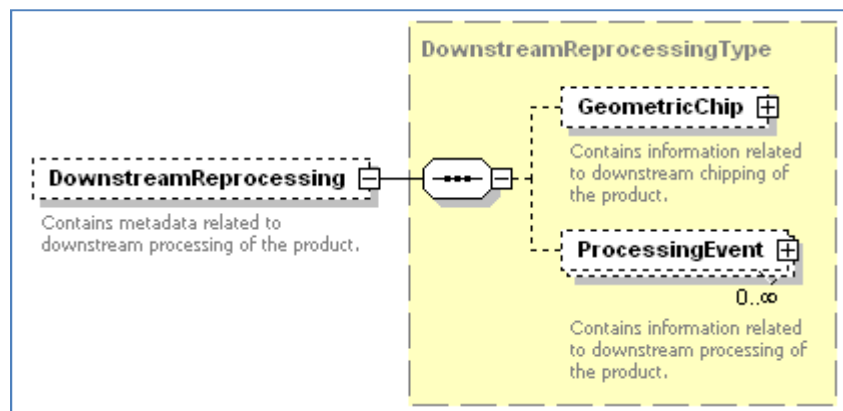 DownstreamReprocessingType
GeometricChip
Contains information related
to downstream chipping of
the product.
DownstreamReprocessing
Contains metadata related to
downstream processing of the product.
ProcessingEvent
0..∞
Contains information related
to downstream processing of
the product.